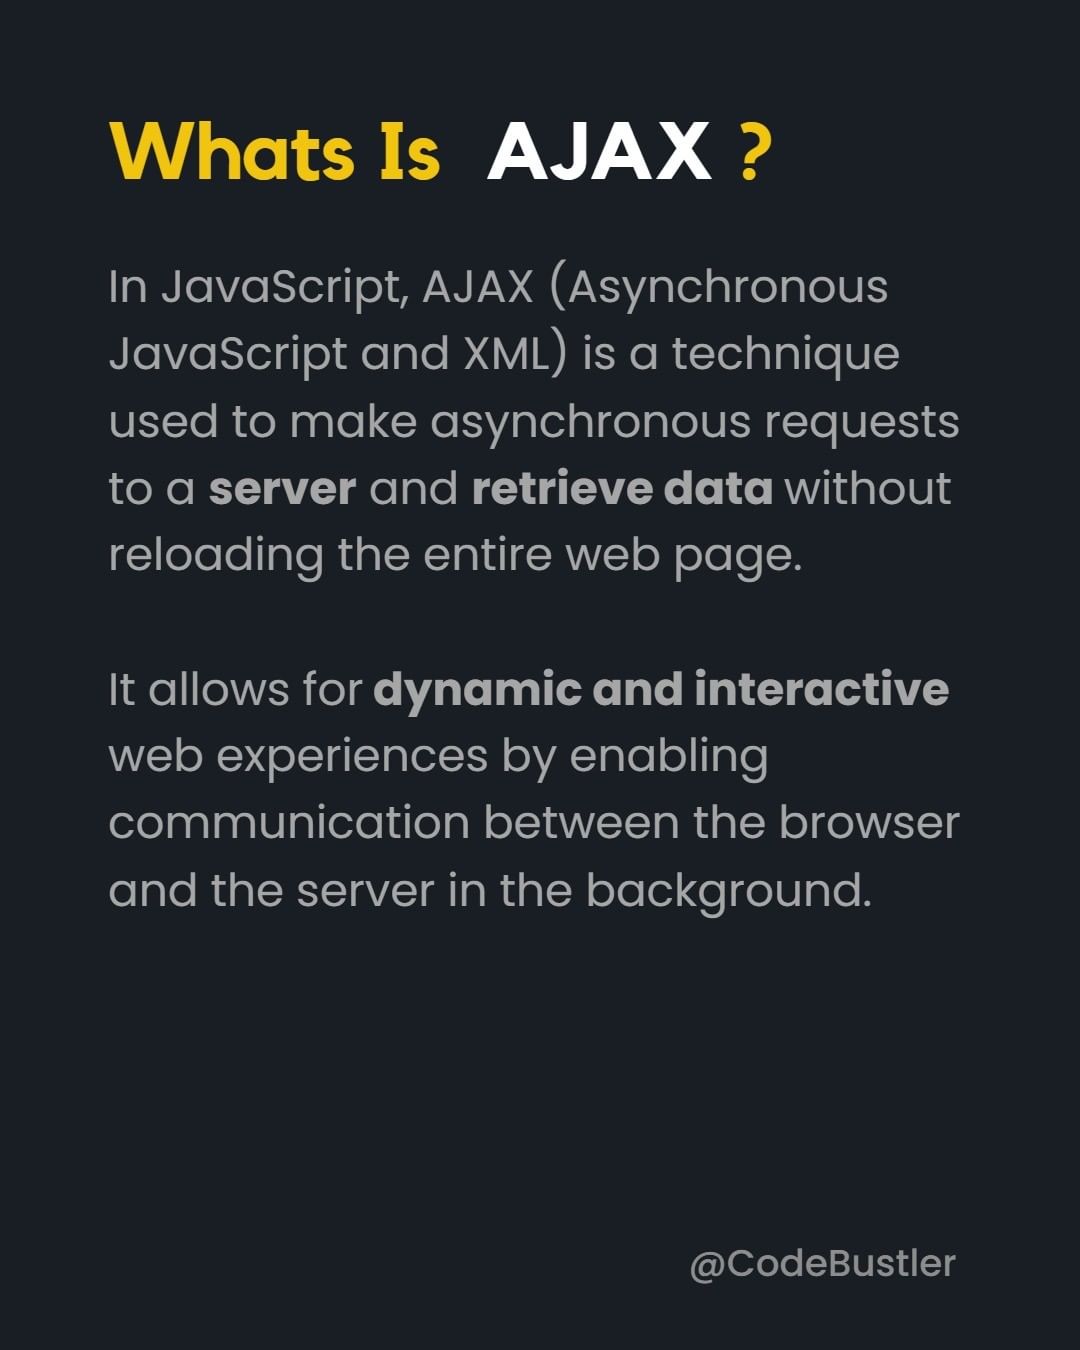 Whats Is AJAX ?
In JavaScript, AJAX (Asynchronous
JavaScript and XML) is a technique
used to make asynchronous requests
to a server and retrieve data without
reloading the entire web page.
It allows for dynamic and interactive
web experiences by enabling
communication between the browser
and the server in the background.
@CodeBustler